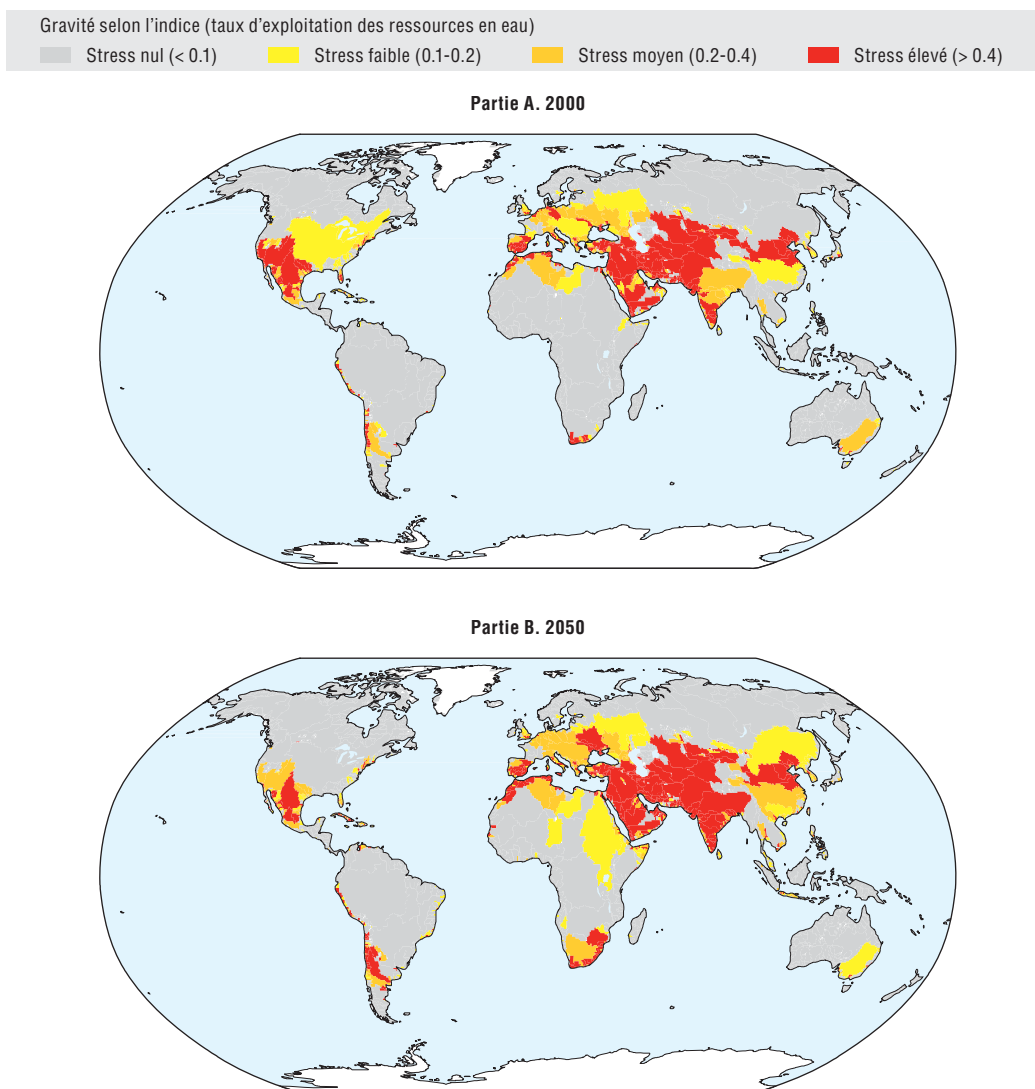 Gravité selon l’indice (taux d’exploitation des ressources en eau)
Stress nul (< 0.1) Stress faible (0.1-0.2) Stress moyen (0.2-0.4) Stress élevé (> 0.4)
Partie A. 2000
Partie B. 2050